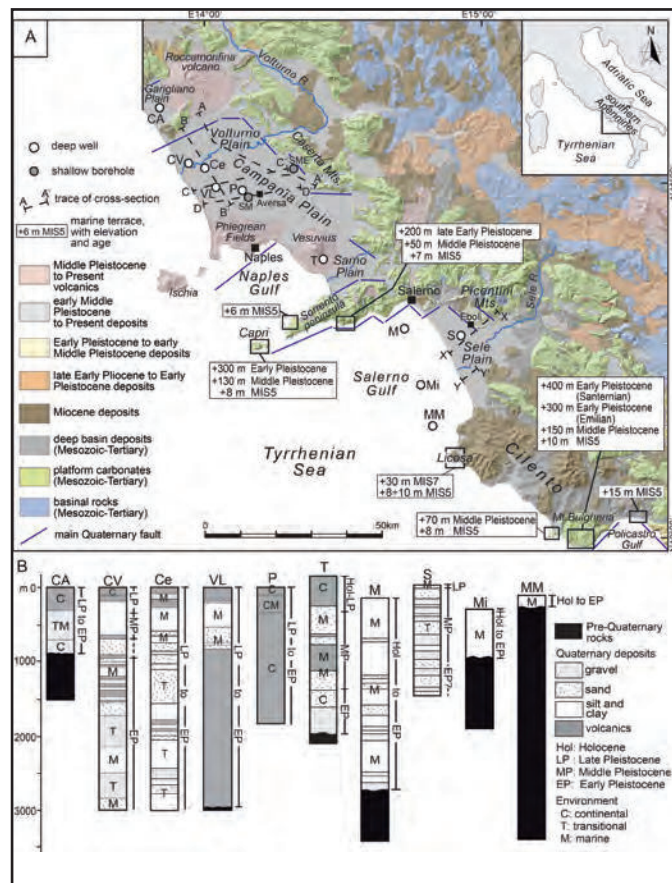 A
E14°00'
E15°00'
N
Roccamonfina
volcano
Volturno R.
Garigliano
Plain
CA
B
A
Adriatic Sea
southern
Apennines
Tyrrhenian
Sea
Volturno
Plain
Caserta Mts.
CV
Ce
C
SME
A'
VL
P
Campania Plain
C
D
B
SM
Aversa
Phlegrean
Fields
Vesuvius
Naples
T
Sarno
Plain
Ischia
Naples
Gulf
Sorrento
peninsula
Capri
Salerno
Picentini
Mts.
Eboli
Sele R.
S
X
X'
Sele
Plain
Y
Y'
M
Salerno
Gulf
Mi
MM
Licosa
Cilento
Tyrrhenian
Sea
Mt.Bulgheria
Policastro
Gulf
deep well
shallow borehole
trace of cross-section
+6 m MIS5
marine terrace,
with elevation
and age
Middle Pleistocene
to Present
volcanics
early Middle
Pleistocene
to Present deposits
Early Pleistocene to early
Middle Pleistocene deposits
late Early Pliocene to Early
Pleistocene deposits
Miocene deposits
deep basin deposits
(Mesozoic-Tertiary)
platform carbonates
(Mesozoic-Tertiary)
basinal rocks
(Mesozoic-Tertiary)
main Quaternary fault
+200 m late Early Pleistocene
+50 m Middle Pleistocene
+7 m MIS5
+6 m MIS5
+300 m Early Pleistocene
+130 m Middle Pleistocene
+8 m MIS5
+400 m Early Pleistocene
(Santernian)
+300 m Early Pleistocene
(Emilian)
+150 m Middle Pleistocene
+10 m MIS5
+30 m MIS7
+8÷10 m MIS5
+15 m MIS5
+70 m Middle Pleistocene
+8 m MIS5
0 50km
B
CA CV Ce VL P T M S Mi MM
m 0
1000
2000
3000
C
TM
C
LP to EP
C
M
T
M
T
M
LP+MP
EP
M
M
T
T
LP to EP
M
M
LP to EP
C
CM
C
LP to EP
C
M
M
M
C
Hol-LP
MP
EP
M
M
M
Hol to EP
M
T
LP
MP
EP?
M
Hol to EP
M
Hol to EP
Pre-Quaternary
rocks
Quaternary deposits
gravel
sand
silt and
clay
volcanics
Hol: Holocene
LP : Late Pleistocene
MP: Middle Pleistocene
EP: Early Pleistocene
Environment
C: continental
T: transitional
M: marine